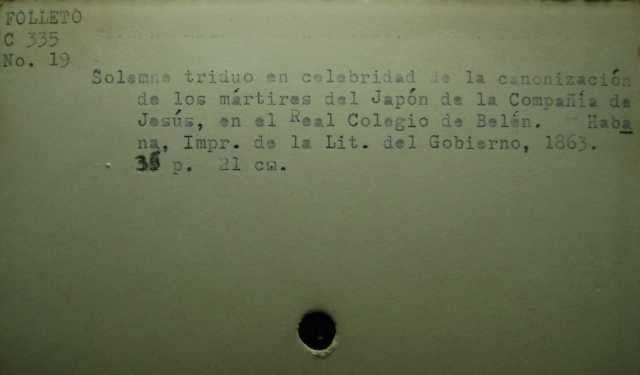 FOLLETO
C 335
No. 19
Solemne triduo en celebridad de la canonización
de los mártires del Japón de la Compañía de
Jesús, en el Real Colegio de Belén. Haba
na, Impr. de la Lit. del Gobierno, 1863.
p. 21 cm.